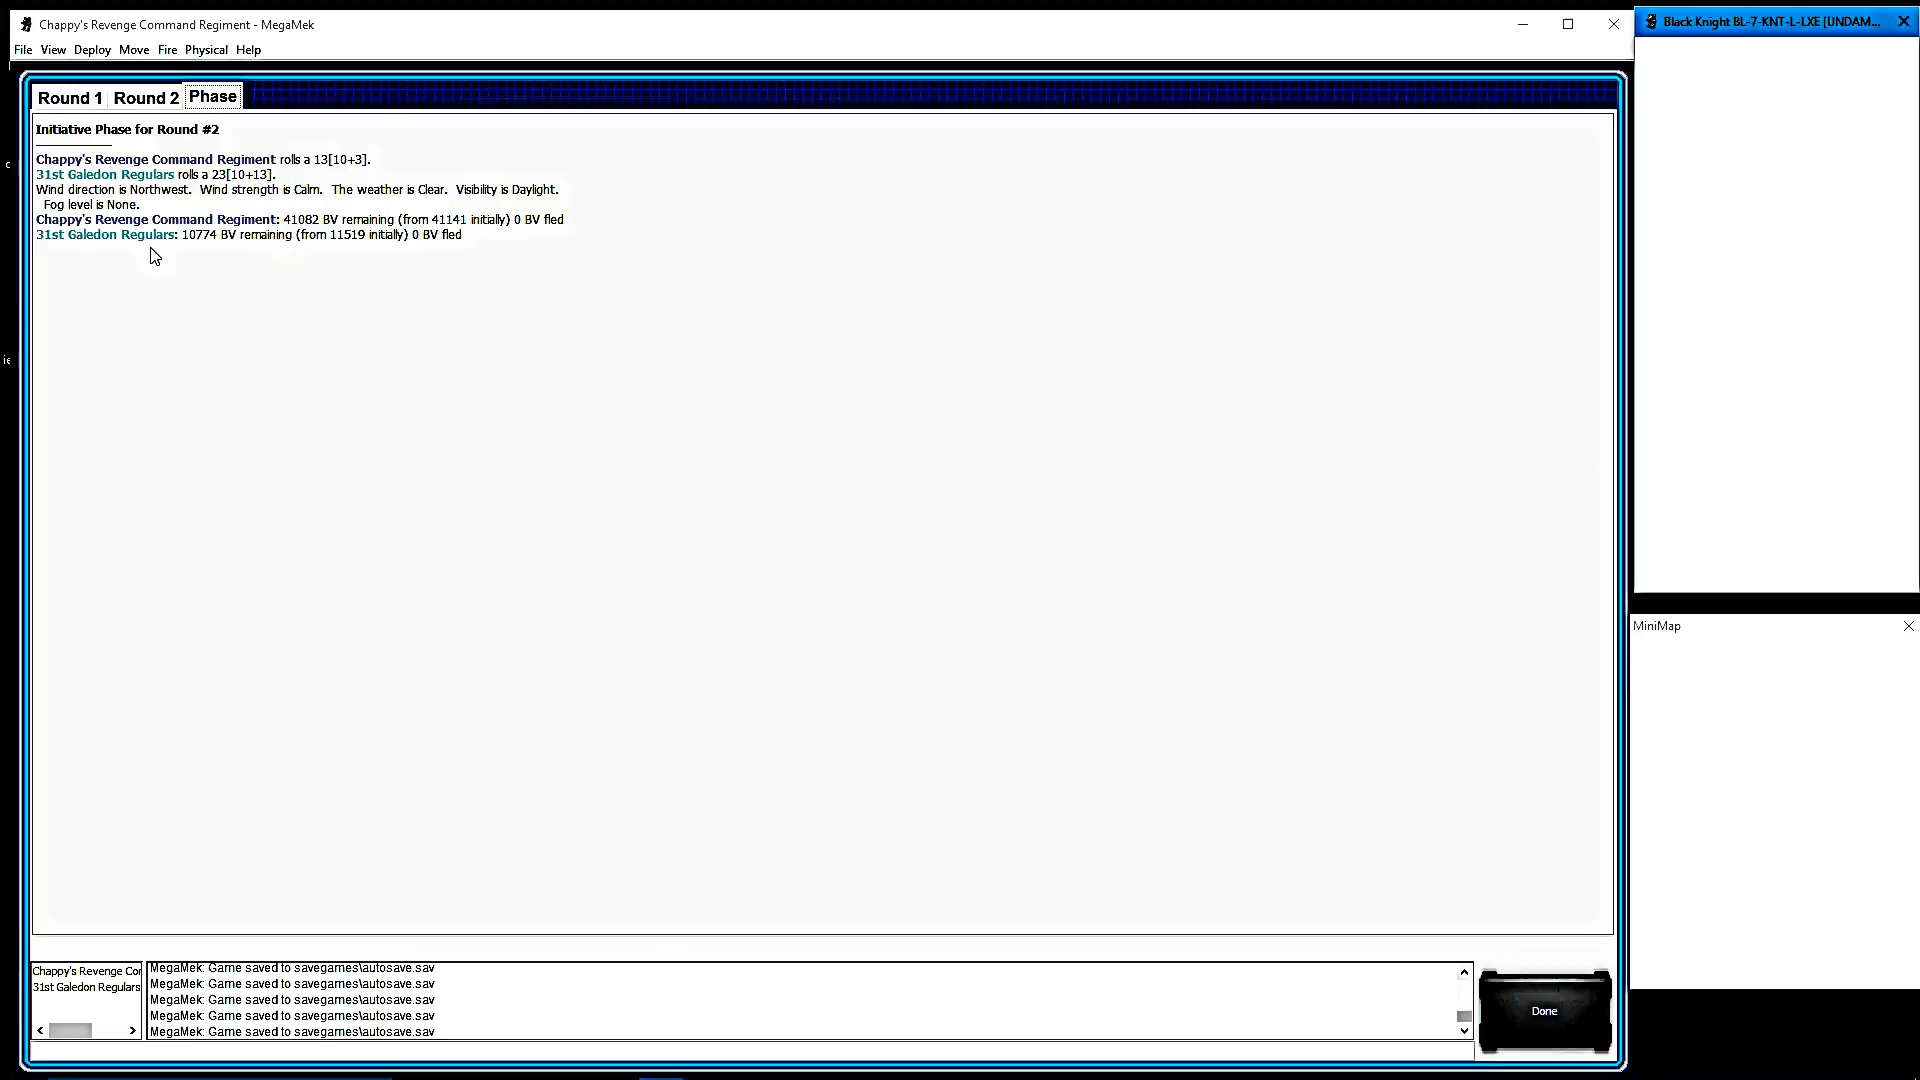 Chappy's Revenge Command Regiment - MegaMek
Black Knight BL-7-KNT-L-LXE [UNDAM...
File View Deploy Move Fire Physical Help
Round 1 Round 2 Phase
Initiative Phase for Round #2
Chappy's Revenge Command Regiment rolls a 13[10+3].
31st Galedon Regulars rolls a 23[10+13].
Wind direction is Northwest. Wind strength is Calm. The weather is Clear. Visibility is Daylight.
Fog level is None.
Chappy's Revenge Command Regiment: 41082 BV remaining (from 41141 initially) 0 BV fled
31st Galedon Regulars: 10774 BV remaining (from 11519 initially) 0 BV fled
MiniMap
Chappy's Revenge Cor
31st Galedon Regulars
MegaMek: Game saved to savegames\autosave.sav
MegaMek: Game saved to savegames\autosave.sav
MegaMek: Game saved to savegames\autosave.sav
MegaMek: Game saved to savegames\autosave.sav
MegaMek: Game saved to savegames\autosave.sav
Done